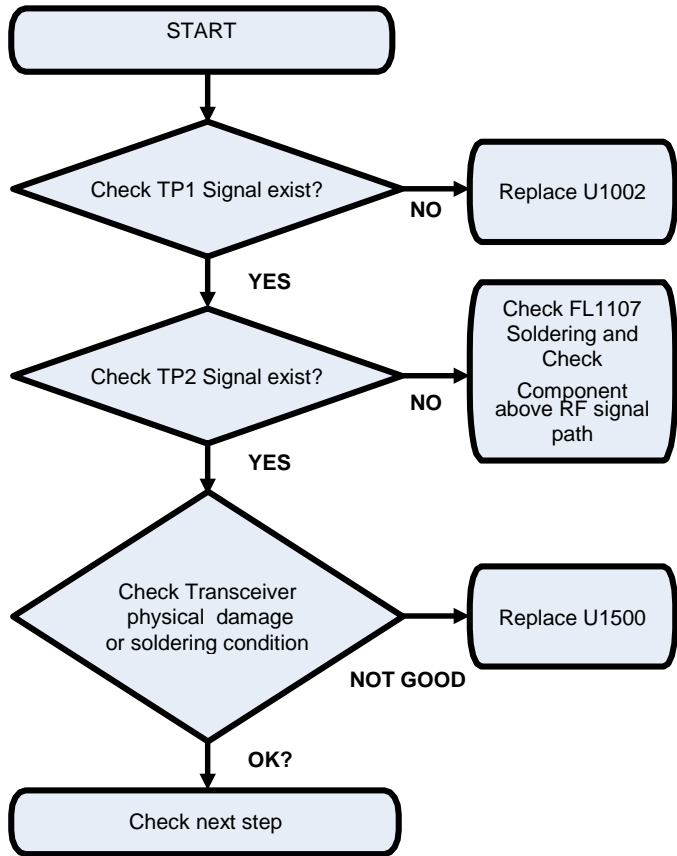 START
Check TP1 Signal exist?
NO
Replace U1002
YES
Check TP2 Signal exist?
NO
Check FL1107
Soldering and
Check
Component
above RF signal
path
YES
Check Transceiver
physical damage
or soldering condition
NOT GOOD
Replace U1500
OK?
Check next step